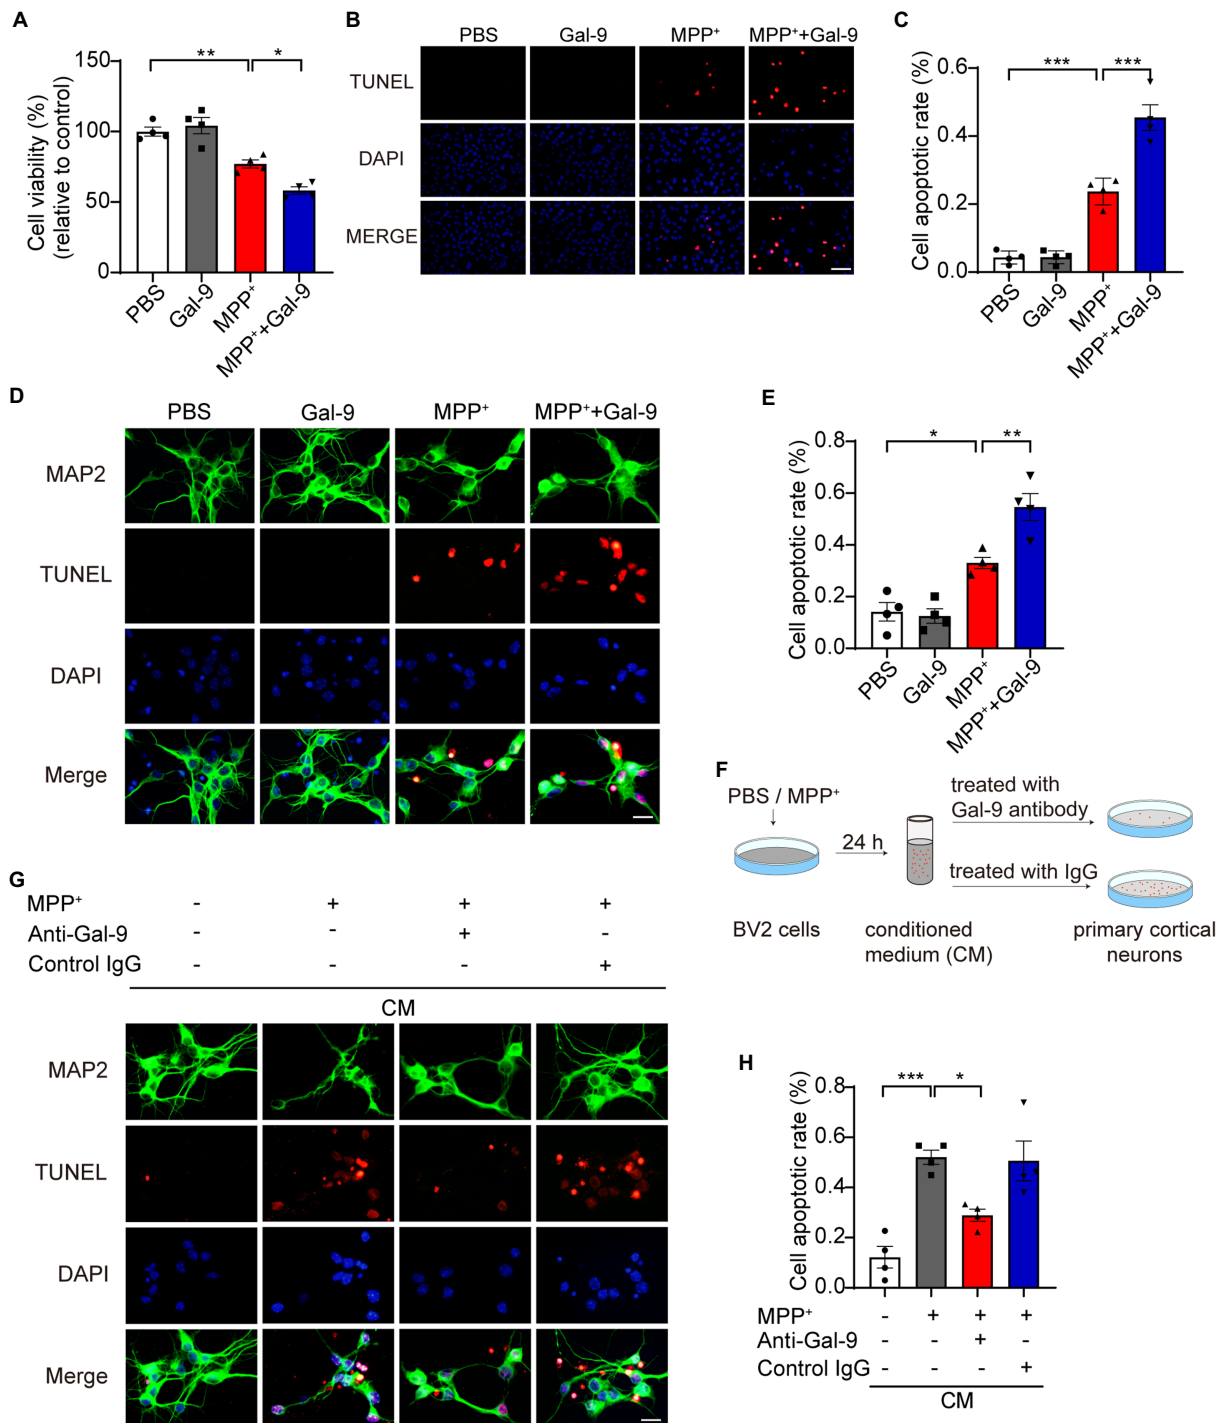 A
Cell viability (%)
(relative to control)
150
100
50
0
** *
PBS
Gal-9
MPP⁺
MPP⁺+Gal-9
B
PBS Gal-9 MPP⁺ MPP⁺+Gal-9
TUNEL
DAPI
MERGE
C
Cell apoptotic rate (%)
0.6
0.4
0.2
0.0
*** ***
PBS
Gal-9
MPP⁺
MPP⁺+Gal-9
D
PBS Gal-9 MPP⁺ MPP⁺+Gal-9
MAP2
TUNEL
DAPI
Merge
E
Cell apoptotic rate (%)
0.8
0.6
0.4
0.2
0.0
* **
PBS
Gal-9
MPP⁺
MPP⁺+Gal-9
F
PBS / MPP⁺
24 h
treated with
Gal-9 antibody
treated with IgG
BV2 cells
conditioned
medium (CM)
primary cortical
neurons
G
MPP⁺ - + + +
Anti-Gal-9 - - + -
Control IgG - - - +
CM
MAP2
TUNEL
DAPI
Merge
H
Cell apoptotic rate (%)
0.8
0.6
0.4
0.2
0.0
*** *
MPP⁺ - + + +
Anti-Gal-9 - - + -
Control IgG - - - +
CM